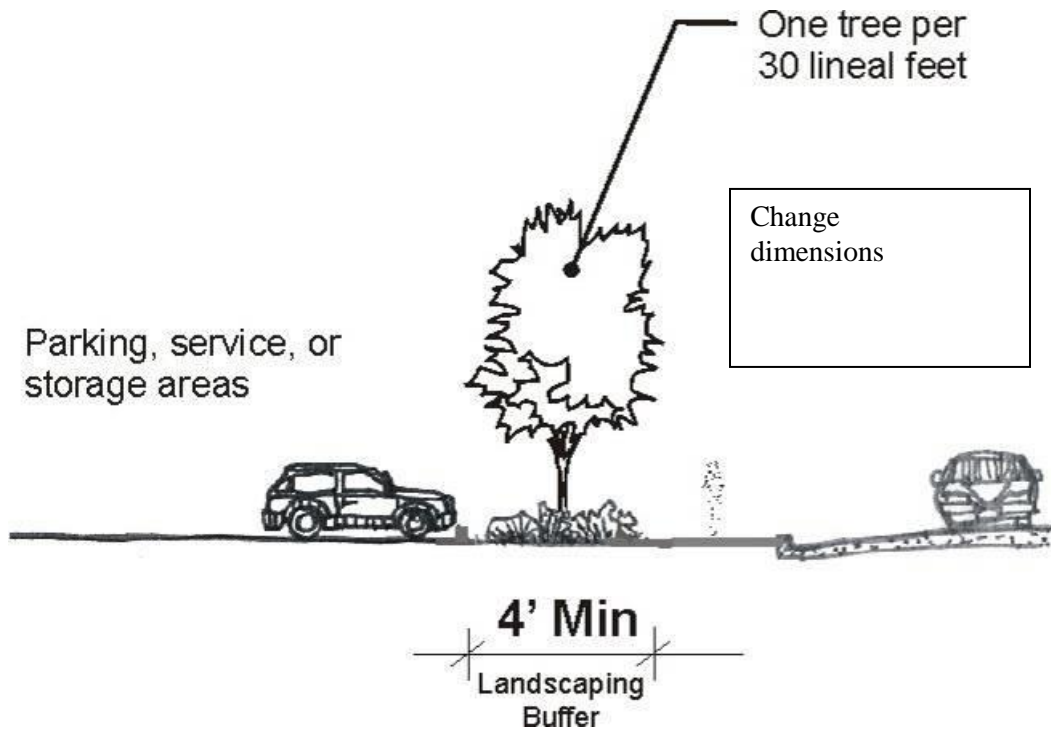 One tree per
30 lineal feet
Change
dimensions
Parking, service, or
storage areas
4’ Min
Landscaping
Buffer